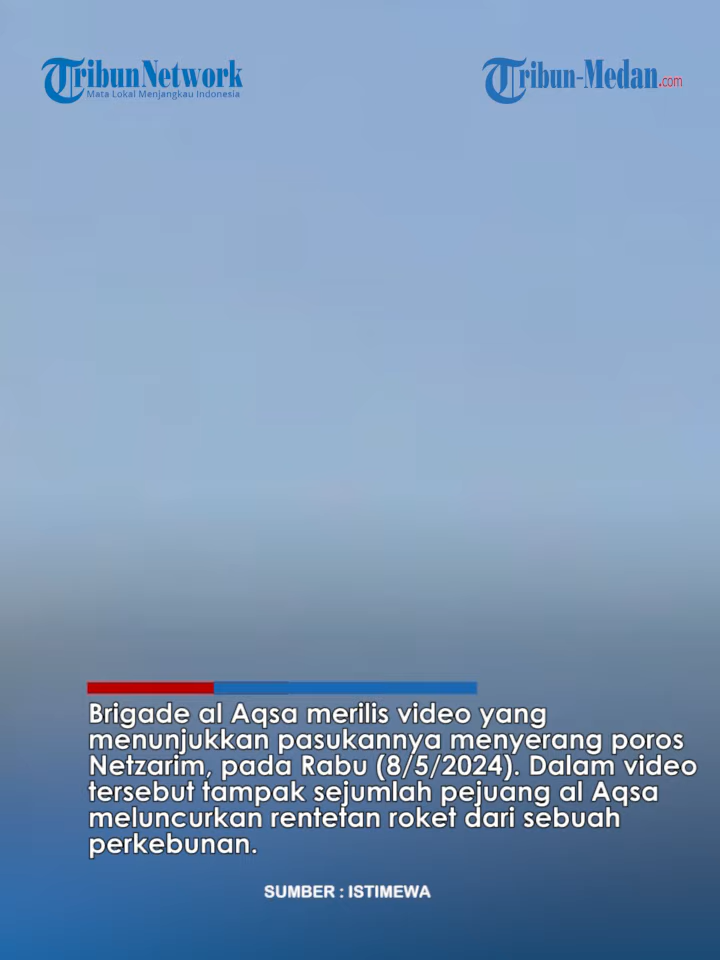 TribunNetwork
Mata Lokal Menjangkau Indonesia
Tribun-Medan.com
Brigade al Aqsa merilis video yang
menunjukkan pasukannya menyerang poros
Netzarim, pada Rabu (8/5/2024). Dalam video
tersebut tampak sejumlah pejuang al Aqsa
meluncurkan rentetan roket dari sebuah
perkebunan.
SUMBER : ISTIMEWA